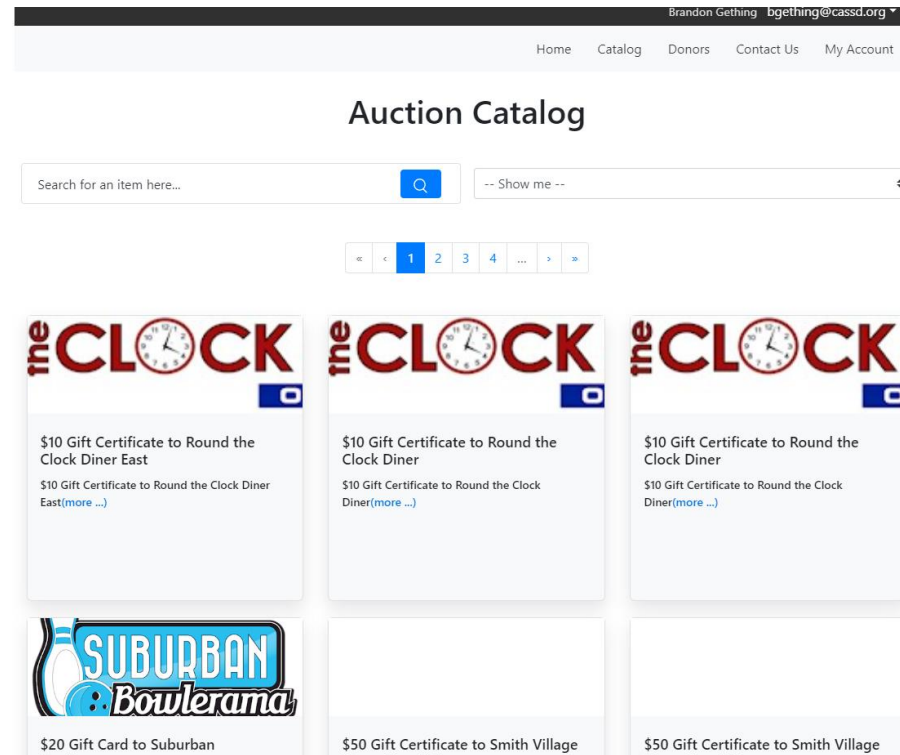 Brandon Gething bgething@cassd.org
Home Catalog Donors Contact Us My Account
Auction Catalog
Search for an item here...
-- Show me --
« ‹ 1 2 3 4 ... › »
the CLOCK
the CLOCK
the CLOCK
$10 Gift Certificate to Round the
Clock Diner East
$10 Gift Certificate to Round the Clock Diner
East(more ...)
$10 Gift Certificate to Round the
Clock Diner
$10 Gift Certificate to Round the Clock
Diner(more ...)
$10 Gift Certificate to Round the
Clock Diner
$10 Gift Certificate to Round the Clock
Diner(more ...)
SUBURBAN
Bowlerama
$20 Gift Card to Suburban
$50 Gift Certificate to Smith Village
$50 Gift Certificate to Smith Village